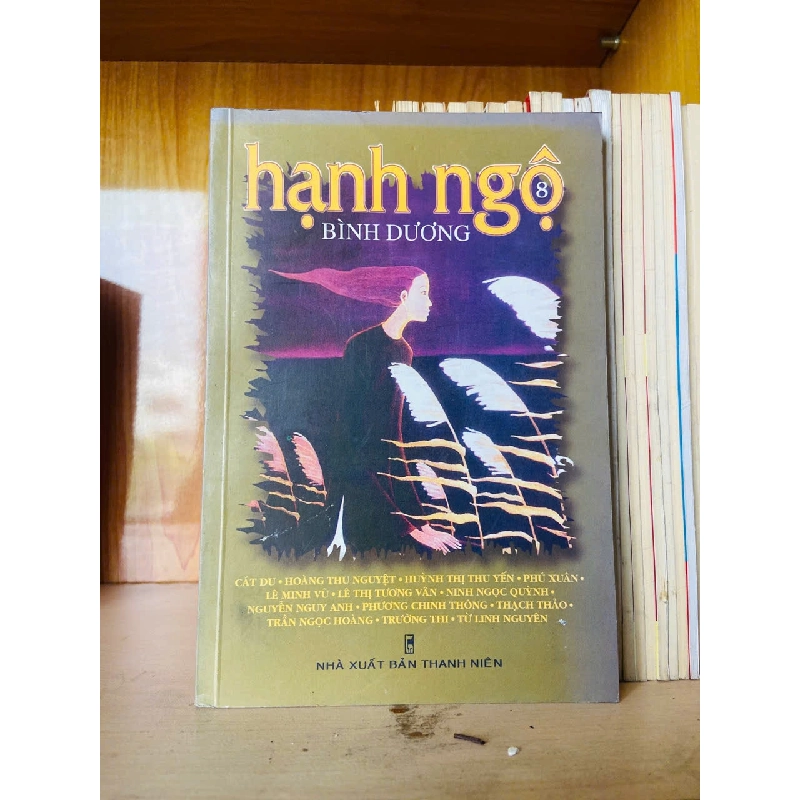 hạnh ngộ
8
BÌNH DƯƠNG
CÁT DU • HOÀNG THU NGUYỆT • HUỲNH THỊ THU YẾN • PHÚ XUÂN •
LÊ MINH VŨ • LÊ THỊ TƯỜNG VÂN • NINH NGỌC QUỲNH •
NGUYỄN NGUY ANH • PHƯƠNG CHINH THÔNG • THẠCH THẢO •
TRẦN NGỌC HOÀNG • TRƯỜNG THI • TỪ LINH NGUYÊN
NHÀ XUẤT BẢN THANH NIÊN